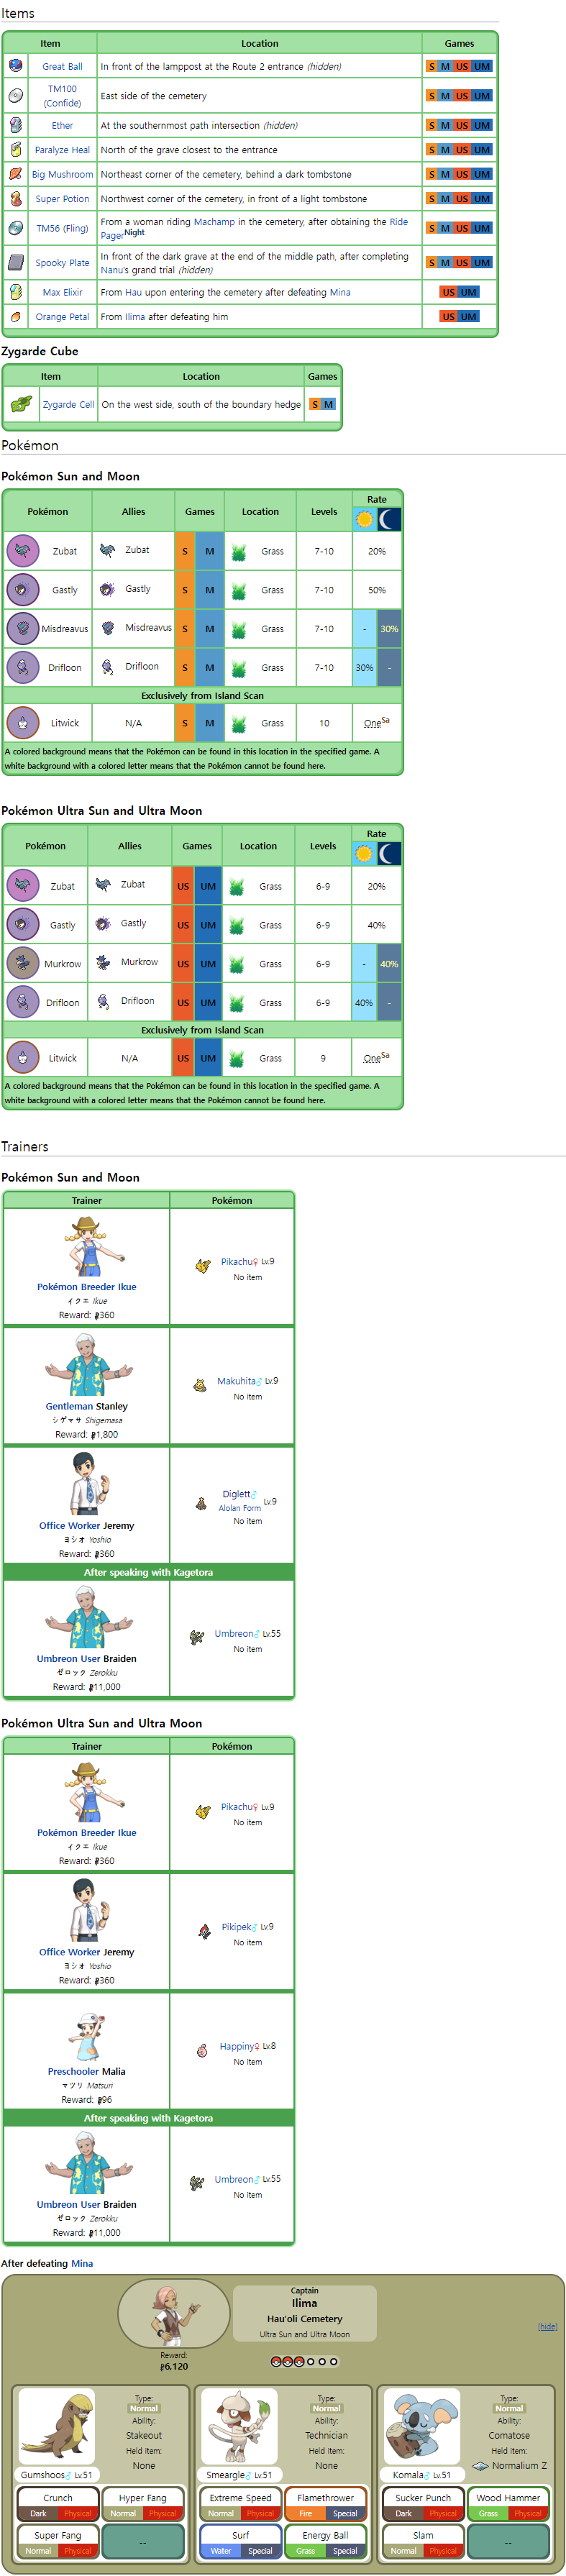 Items
Item Location Games
Great Ball In front of the lamppost at the Route 2 entrance (hidden) S M US UM
TM100
(Confide) East side of the cemetery S M US UM
Ether At the southernmost path intersection (hidden) S M US UM
Paralyze Heal North of the grave closest to the entrance S M US UM
Big Mushroom Northeast corner of the cemetery, behind a dark tombstone S M US UM
Super Potion Northwest corner of the cemetery, in front of a light tombstone S M US UM
TM56 (Fling) From a woman riding Machamp in the cemetery, after obtaining the Ride
Pager Night S M US UM
Spooky Plate In front of the dark grave at the end of the middle path, after completing
Nanu's grand trial (hidden) S M US UM
Max Elixir From Hau upon entering the cemetery after defeating Mina US UM
Orange Petal From Ilima after defeating him US UM
Zygarde Cube
Item Location Games
Zygarde Cell On the west side, south of the boundary hedge S M
Pokémon
Pokémon Sun and Moon
Pokémon Allies Games Location Levels Rate
Zubat Zubat S M Grass 7-10 20%
Gastly Gastly S M Grass 7-10 50%
Misdreavus Misdreavus S M Grass 7-10 - 30%
Drifloon Drifloon S M Grass 7-10 30% -
Exclusively from Island Scan
Litwick N/A S M Grass 10 One Sa
A colored background means that the Pokémon can be found in this location in the specified game. A
white background with a colored letter means that the Pokémon cannot be found here.
Pokémon Ultra Sun and Ultra Moon
Pokémon Allies Games Location Levels Rate
Zubat Zubat US UM Grass 6-9 20%
Gastly Gastly US UM Grass 6-9 40%
Murkrow Murkrow US UM Grass 6-9 - 40%
Drifloon Drifloon US UM Grass 6-9 40% -
Exclusively from Island Scan
Litwick N/A US UM Grass 9 One Sa
A colored background means that the Pokémon can be found in this location in the specified game. A
white background with a colored letter means that the Pokémon cannot be found here.
Trainers
Pokémon Sun and Moon
Trainer Pokémon
Pikachu♀ Lv.9
No item
Pokémon Breeder Ikue
イクエ Ikue
Reward: 360
Makuhita♂ Lv.9
No item
Gentleman Stanley
シゲマサ Shigemasa
Reward: 1,800
Diglett♂
Alolan Form Lv.9
No item
Office Worker Jeremy
ヨシオ Yoshio
Reward: 360
After speaking with Kagetora
Umbreon♂ Lv.55
No item
Umbreon User Braiden
ゼロック Zerokku
Reward: 11,000
Pokémon Ultra Sun and Ultra Moon
Trainer Pokémon
Pikachu♀ Lv.9
No item
Pokémon Breeder Ikue
イクエ Ikue
Reward: 360
Pikipek♂ Lv.9
No item
Office Worker Jeremy
ヨシオ Yoshio
Reward: 360
Happiny♀ Lv.8
No item
Preschooler Malia
マツリ Matsuri
Reward: 96
After speaking with Kagetora
Umbreon♂ Lv.55
No item
Umbreon User Braiden
ゼロック Zerokku
Reward: 11,000
After defeating Mina
Captain
Ilima
Hau'oli Cemetery
Ultra Sun and Ultra Moon
[hide]
Reward:
6,120
Type:
Normal
Ability:
Stakeout
Held item:
None
Gumshoos♂ Lv.51
Crunch Hyper Fang
Dark Physical Normal Physical
Super Fang --
Normal Physical
Type:
Normal
Ability:
Technician
Held item:
None
Smeargle♂ Lv.51
Extreme Speed Flamethrower
Normal Physical Fire Special
Surf Energy Ball
Water Special Grass Special
Type:
Normal
Ability:
Comatose
Held item:
Normalium Z
Komala♂ Lv.51
Sucker Punch Wood Hammer
Dark Physical Grass Physical
Slam --
Normal Physical